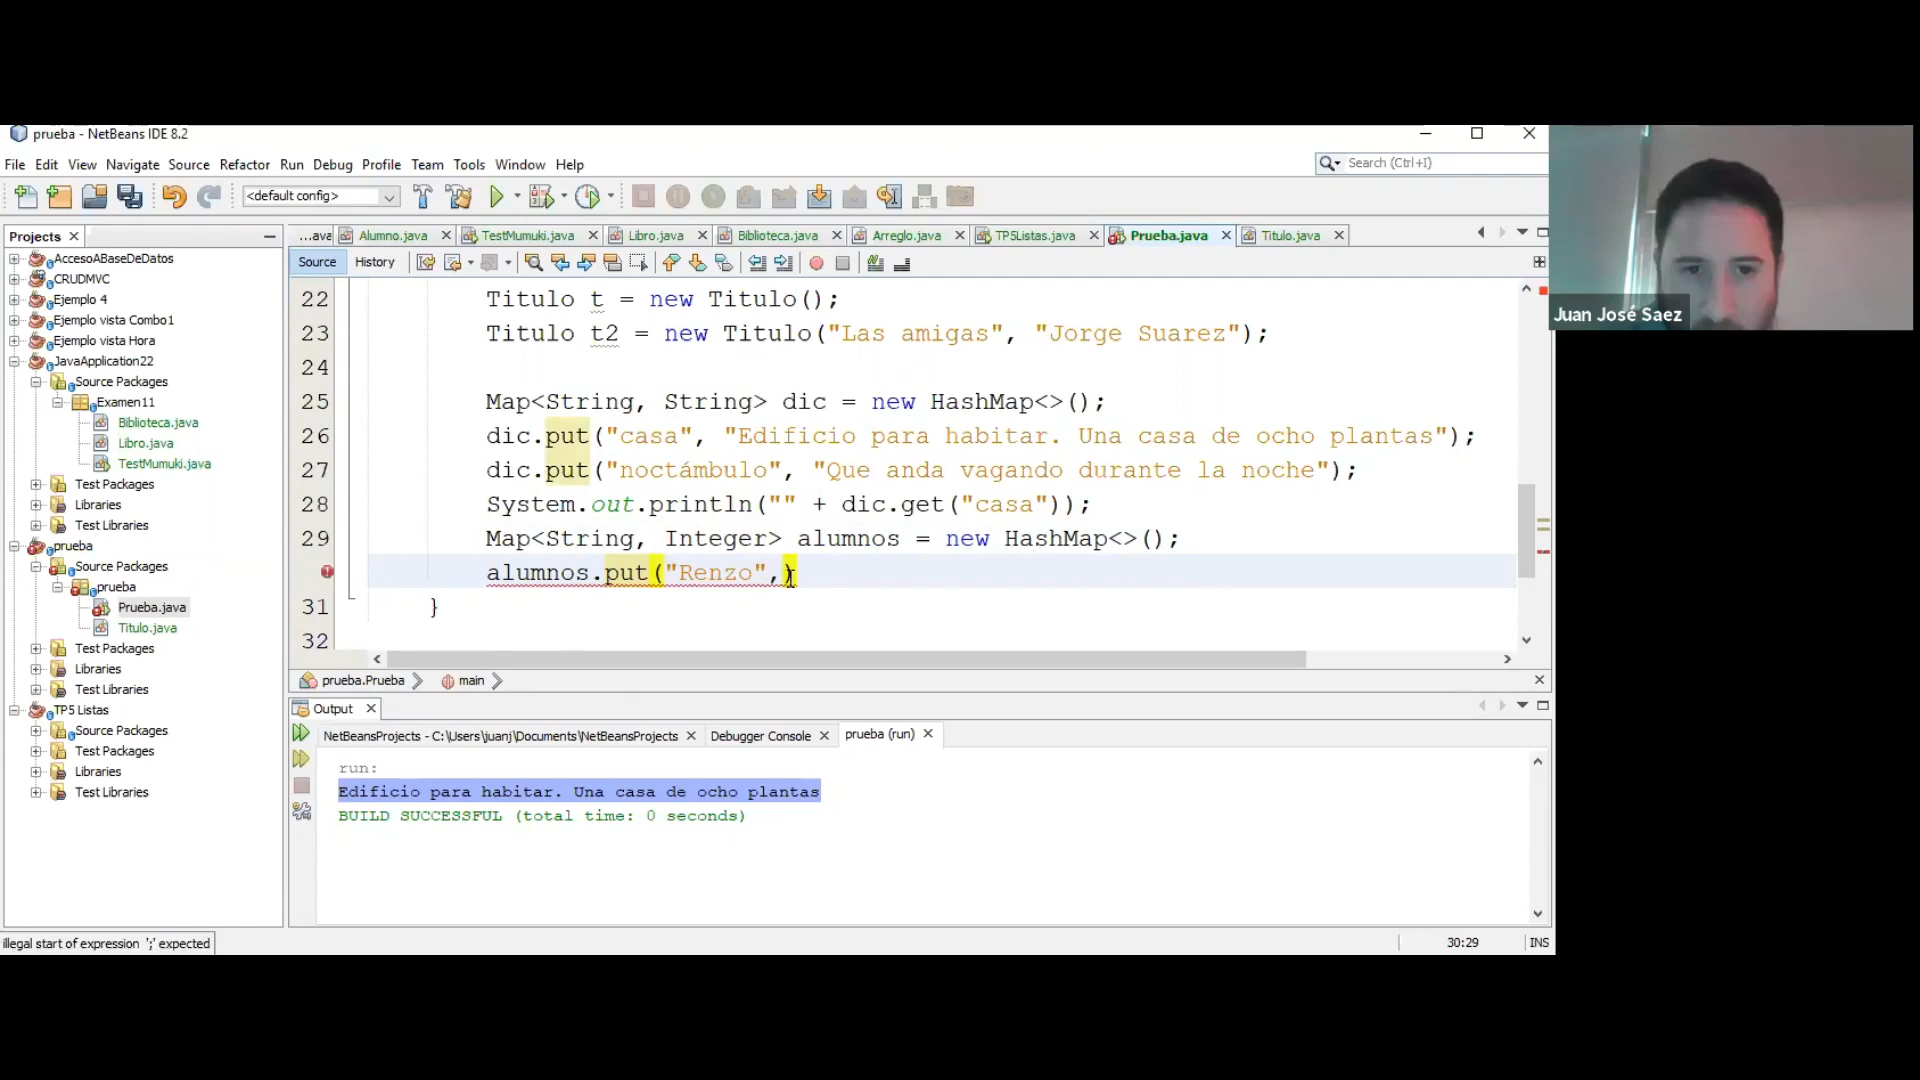 prueba - NetBeans IDE 8.2
File Edit View Navigate Source Refactor Run Debug Profile Team Tools Window Help
Search (Ctrl+I)
<default config>
Projects
...ava Alumno.java TestMumuki.java Libro.java Biblioteca.java Arreglo.java TP5Listas.java Prueba.java Titulo.java
Source History
AccesoABaseDeDatos
CRUDMVC
Ejemplo 4
Ejemplo vista Combo1
Ejemplo vista Hora
JavaApplication22
Source Packages
Examen11
Biblioteca.java
Libro.java
TestMumuki.java
Test Packages
Libraries
Test Libraries
prueba
Source Packages
prueba
Prueba.java
Titulo.java
Test Packages
Libraries
Test Libraries
TP5 Listas
Source Packages
Test Packages
Libraries
Test Libraries
22 Titulo t = new Titulo();
23 Titulo t2 = new Titulo("Las amigas", "Jorge Suarez");
24
25 Map<String, String> dic = new HashMap<>();
26 dic.put("casa", "Edificio para habitar. Una casa de ocho plantas");
27 dic.put("noctámbulo", "Que anda vagando durante la noche");
28 System.out.println("" + dic.get("casa"));
29 Map<String, Integer> alumnos = new HashMap<>();
alumnos.put("Renzo",)
31 }
32
prueba.Prueba main
Output
NetBeansProjects - C:\Users\juanj\Documents\NetBeansProjects Debugger Console prueba (run)
run:
Edificio para habitar. Una casa de ocho plantas
BUILD SUCCESSFUL (total time: 0 seconds)
illegal start of expression ';' expected
30:29 INS
Juan José Saez